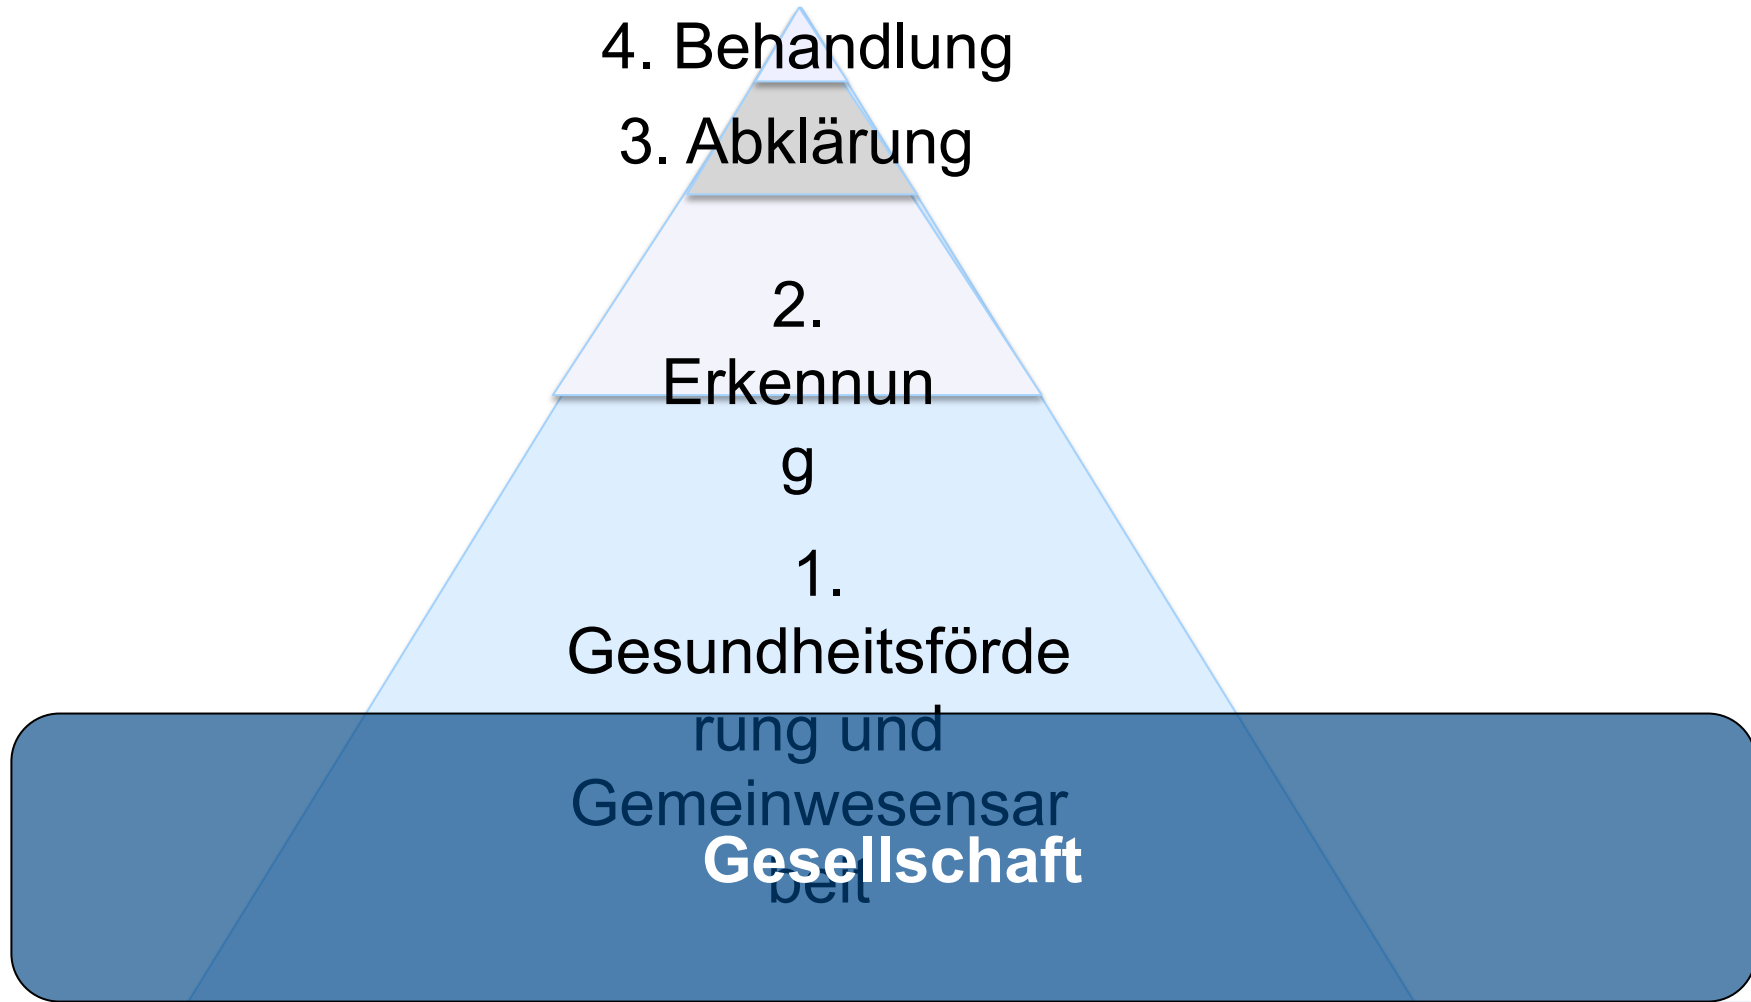 4. Behandlung
3. Abklärung
2.
Erkennun
g
1.
Gesundheitsförde
rung und
Gemeinwesensar
beit
Gesellschaft